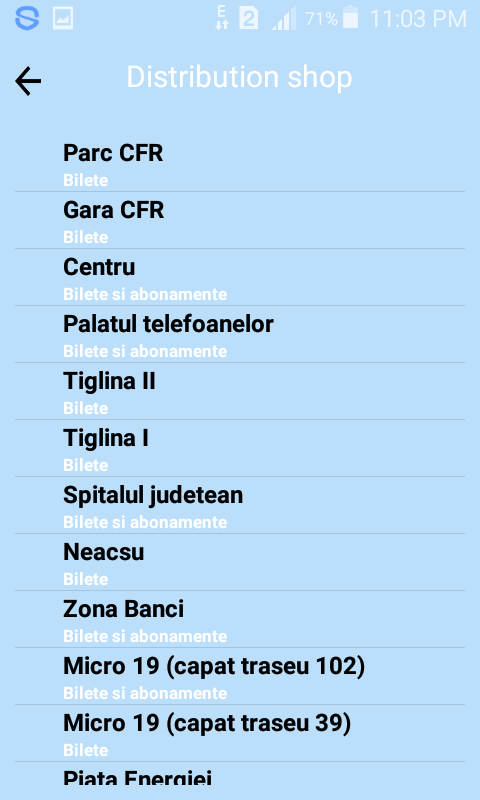 E 2 71% 11:03 PM
Distribution shop
Parc CFR
Bilete
Gara CFR
Bilete
Centru
Bilete si abonamente
Palatul telefoanelor
Bilete si abonamente
Tiglina II
Bilete
Tiglina I
Bilete
Spitalul judetean
Bilete si abonamente
Neacsu
Bilete
Zona Banci
Bilete si abonamente
Micro 19 (capat traseu 102)
Bilete si abonamente
Micro 19 (capat traseu 39)
Bilete
Piata Energiei